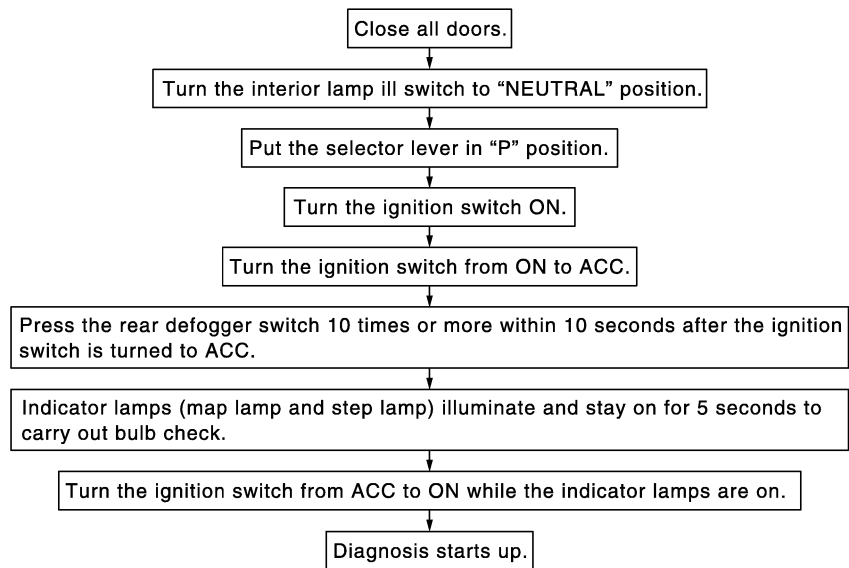 Close all doors.
Turn the interior lamp ill switch to “NEUTRAL” position.
Put the selector lever in “P” position.
Turn the ignition switch ON.
Turn the ignition switch from ON to ACC.
Press the rear defogger switch 10 times or more within 10 seconds after the ignition
switch is turned to ACC.
Indicator lamps (map lamp and step lamp) illuminate and stay on for 5 seconds to
carry out bulb check.
Turn the ignition switch from ACC to ON while the indicator lamps are on.
Diagnosis starts up.